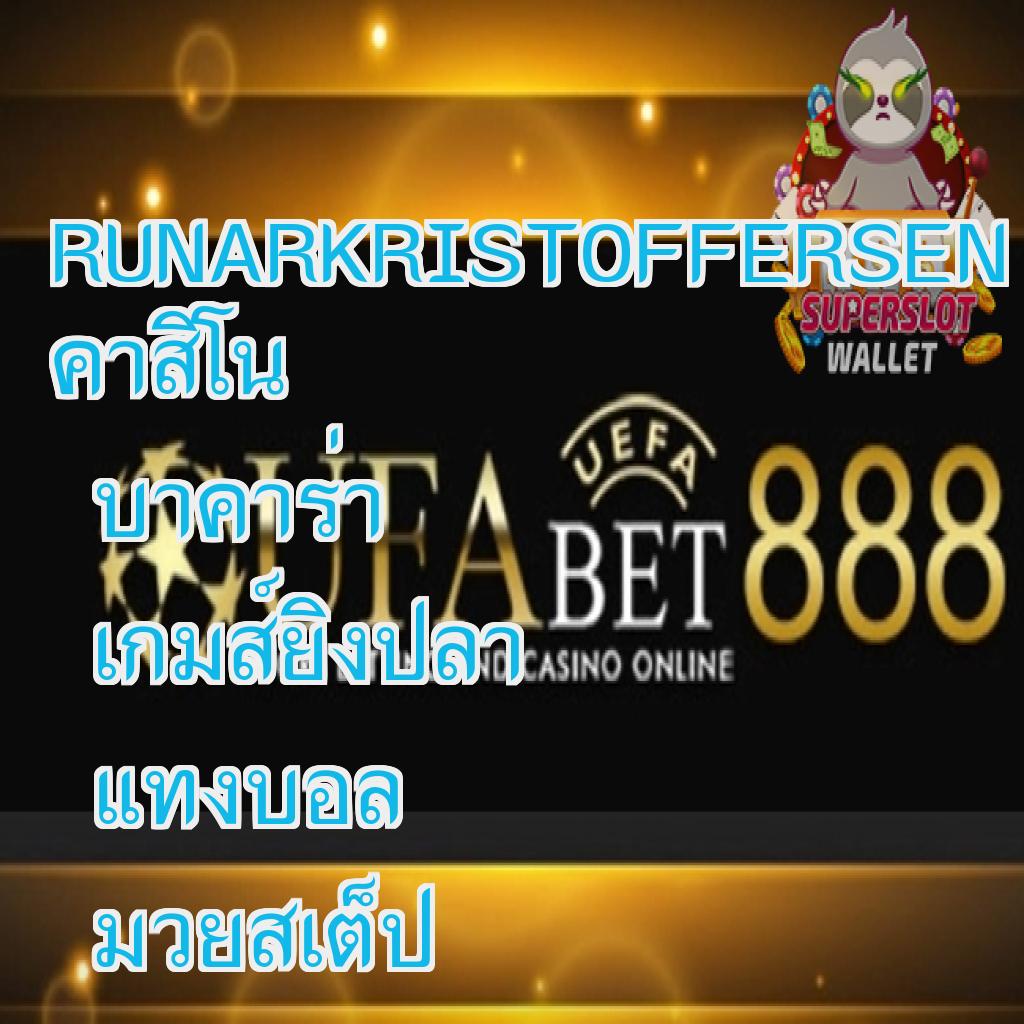 RUNARKRISTOFFERSEN
คาสิโน
SUPERSLOT
WALLET
บาคาร่า
UEFA
UFABET888
เกมส์ยิงปลา
CASINO ONLINE
แทงบอล
มวยสเต็ป